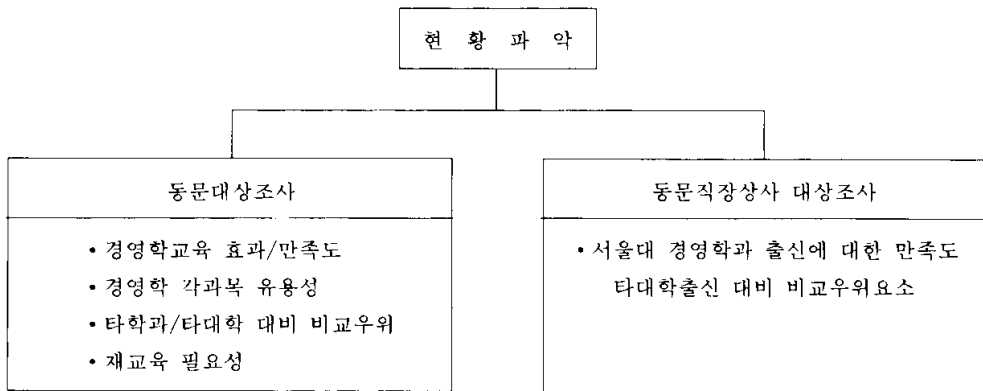 현 황 파 악
동문대상조사
• 경영학교육 효과/만족도
• 경영학 각과목 유용성
• 타학과/타대학 대비 비교우위
• 재교육 필요성
동문직장상사 대상조사
• 서울대 경영학과 출신에 대한 만족도
타대학출신 대비 비교우위요소